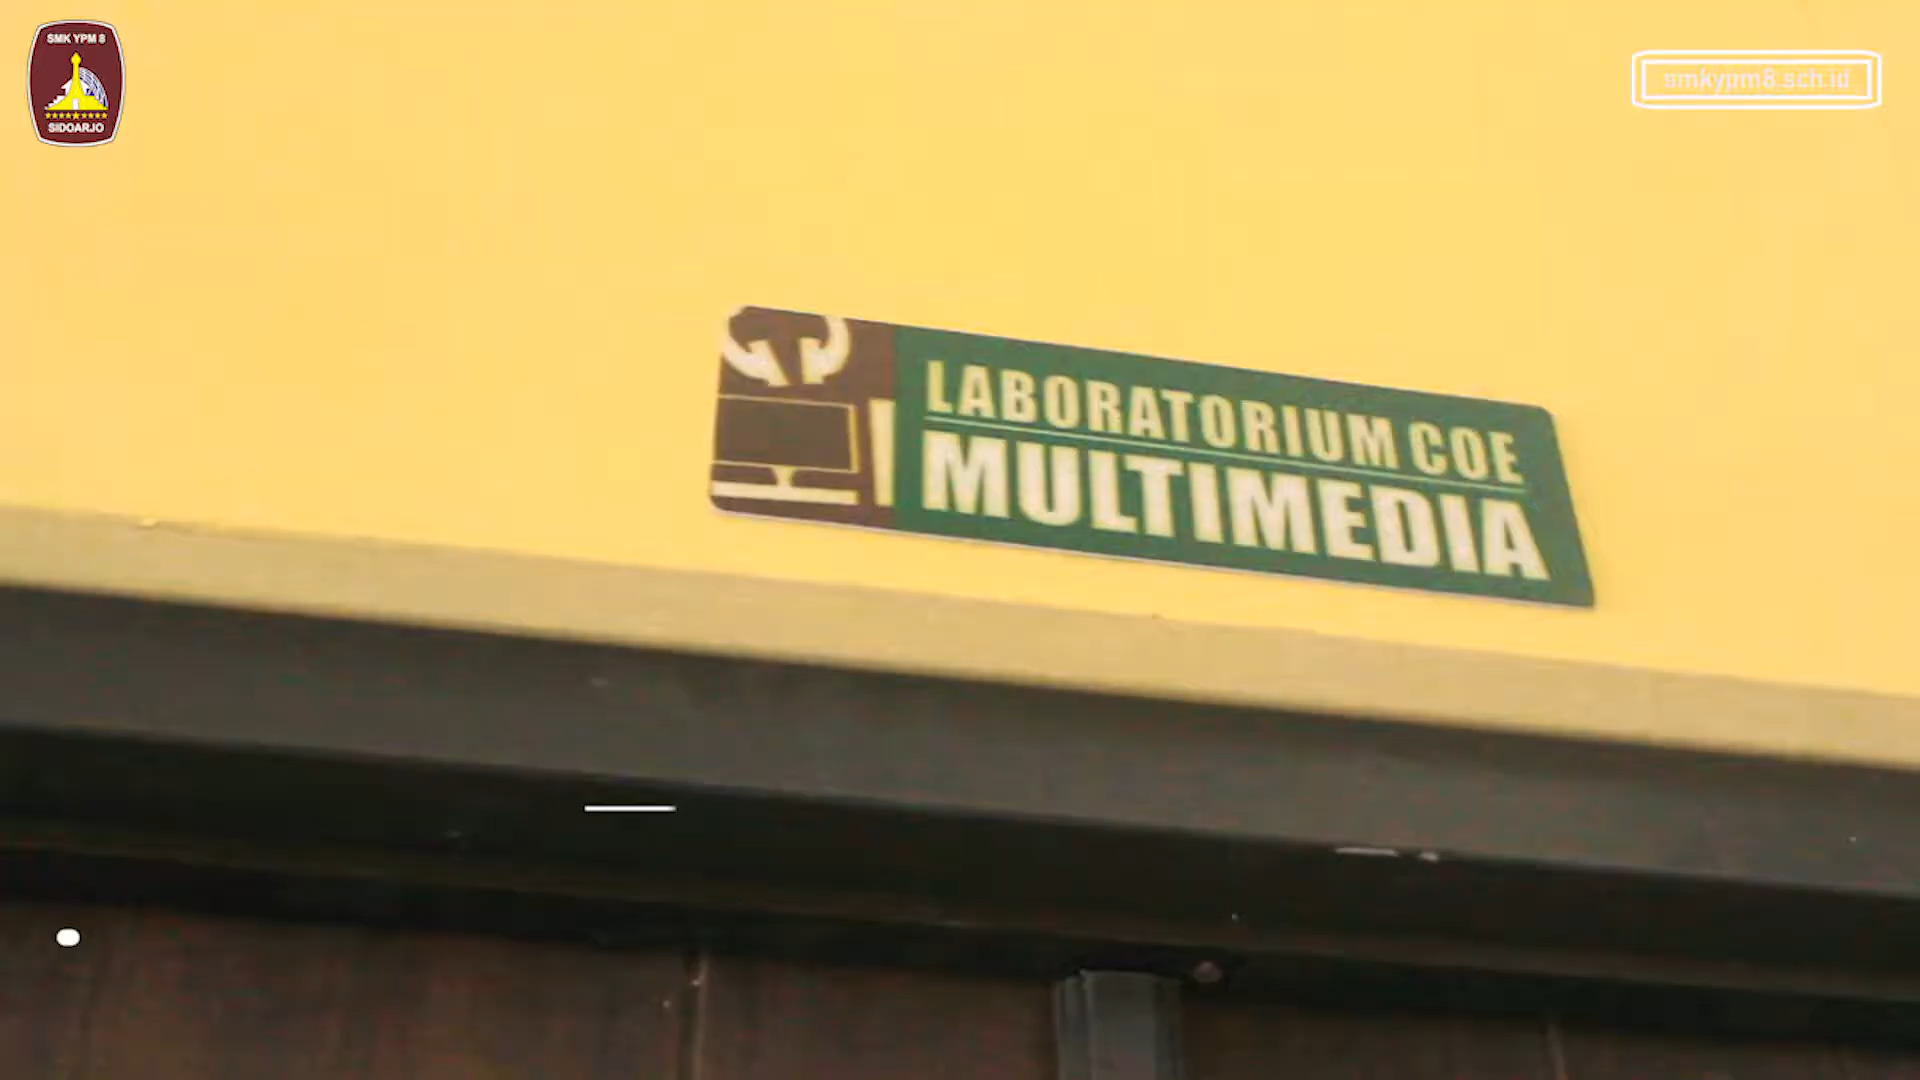 SMK YPM 8
SIDOARJO
smkypm8.sch.id
LABORATORIUM COE
MULTIMEDIA